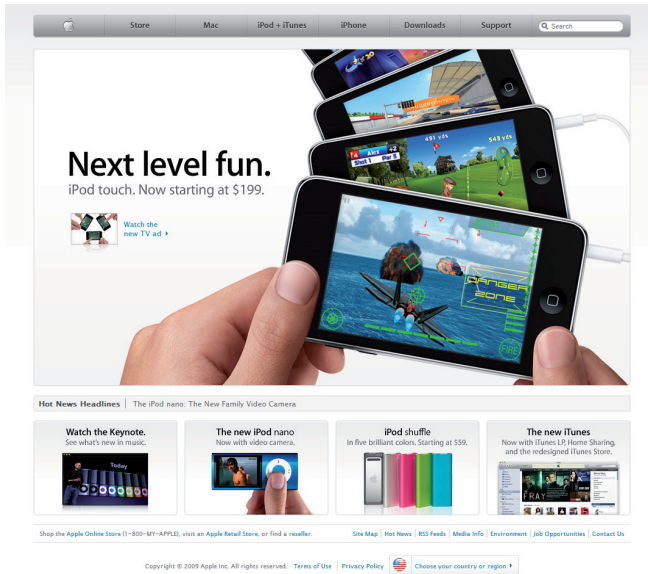 Store Mac iPod + iTunes iPhone Downloads Support Search
491 yds 543 yds
4 Alex +2
Shot 1 Par 5
Next level fun.
iPod touch. Now starting at $199.
Watch the
new TV ad
DANGER
ZONE
FIRE
Hot News Headlines The iPod nano: The New Family Video Camera
Watch the Keynote.
See what's new in music.
Today
The new iPod nano
Now with video camera.
iPod shuffle
In five brilliant colors. Starting at $59.
The new iTunes
Now with iTunes LP, Home Sharing,
and the redesigned iTunes Store.
FRAY
Shop the Apple Online Store (1-800-MY-APPLE), visit an Apple Retail Store, or find a reseller. Site Map | Hot News | RSS Feeds | Media Info | Environment | Job Opportunities | Contact Us
Copyright © 2009 Apple Inc. All rights reserved. Terms of Use | Privacy Policy Choose your country or region